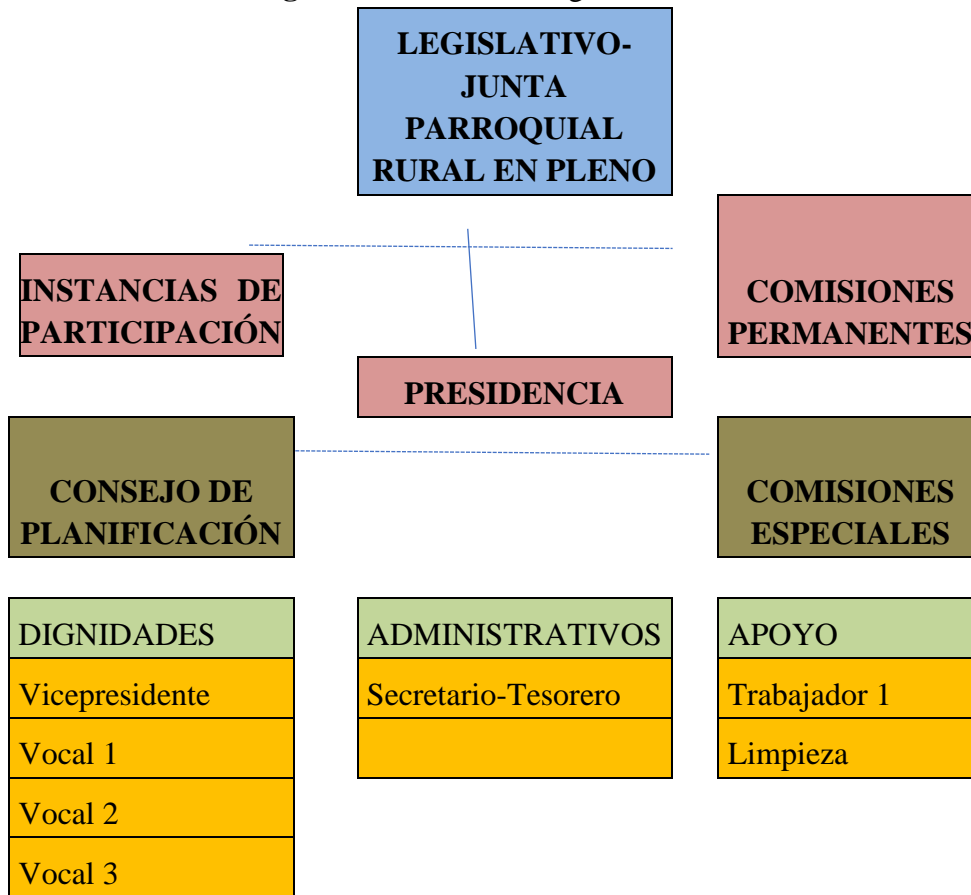 LEGISLATIVO-
JUNTA
PARROQUIAL
RURAL EN PLENO
INSTANCIAS DE
PARTICIPACIÓN
COMISIONES
PERMANENTES
PRESIDENCIA
CONSEJO DE
PLANIFICACIÓN
COMISIONES
ESPECIALES
DIGNIDADES
Vicepresidente
Vocal 1
Vocal 2
Vocal 3
ADMINISTRATIVOS
Secretario-Tesorero
APOYO
Trabajador 1
Limpieza